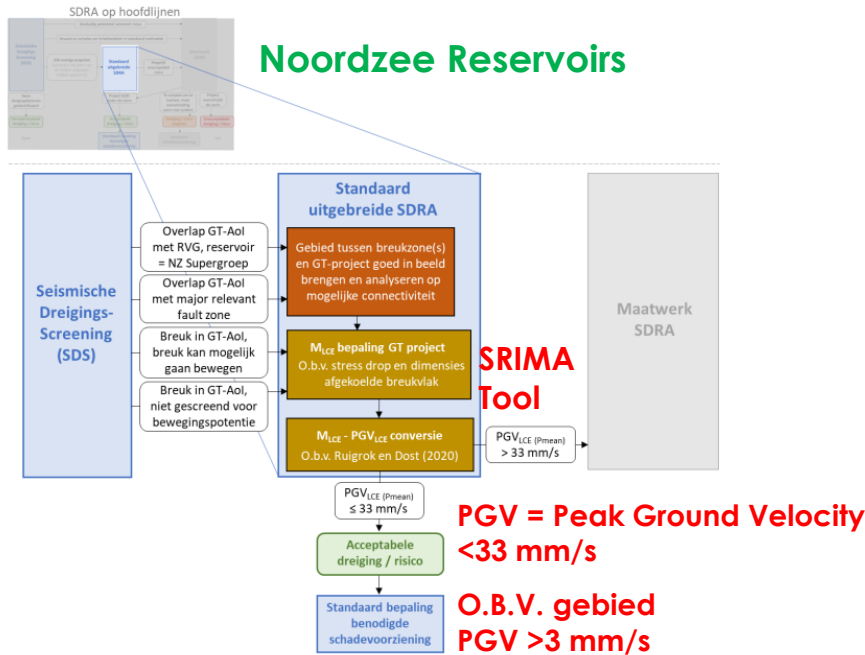 SDRA op hoofdlijnen
Noordzee Reservoirs
Seismische
Dreigings-
Screening
(SDS)
Overlap GT-AoI
met RVG, reservoir
= NZ Supergroep
Overlap GT-AoI
met major relevant
fault zone
Breuk in GT-AoI,
breuk kan mogelijk
gaan bewegen
Breuk in GT-AoI,
niet gescreend voor
bewegingspotentie
Standaard
uitgebreide SDRA
Gebied tussen breukzone(s)
en GT-project goed in beeld
brengen en analyseren op
mogelijke connectiviteit
MLCE bepaling GT project
O.b.v. stress drop en dimensies
afgekoelde breukvlak
SRIMA
Tool
MLCE - PGVLCE conversie
O.b.v. Ruigrok en Dost (2020)
PGVLCE (Pmean)
> 33 mm/s
Maatwerk
SDRA
PGVLCE (Pmean)
≤ 33 mm/s
Acceptabele
dreiging / risico
Standaard bepaling
benodigde
schadevoorziening
PGV = Peak Ground Velocity
<33 mm/s
O.B.V. gebied
PGV >3 mm/s